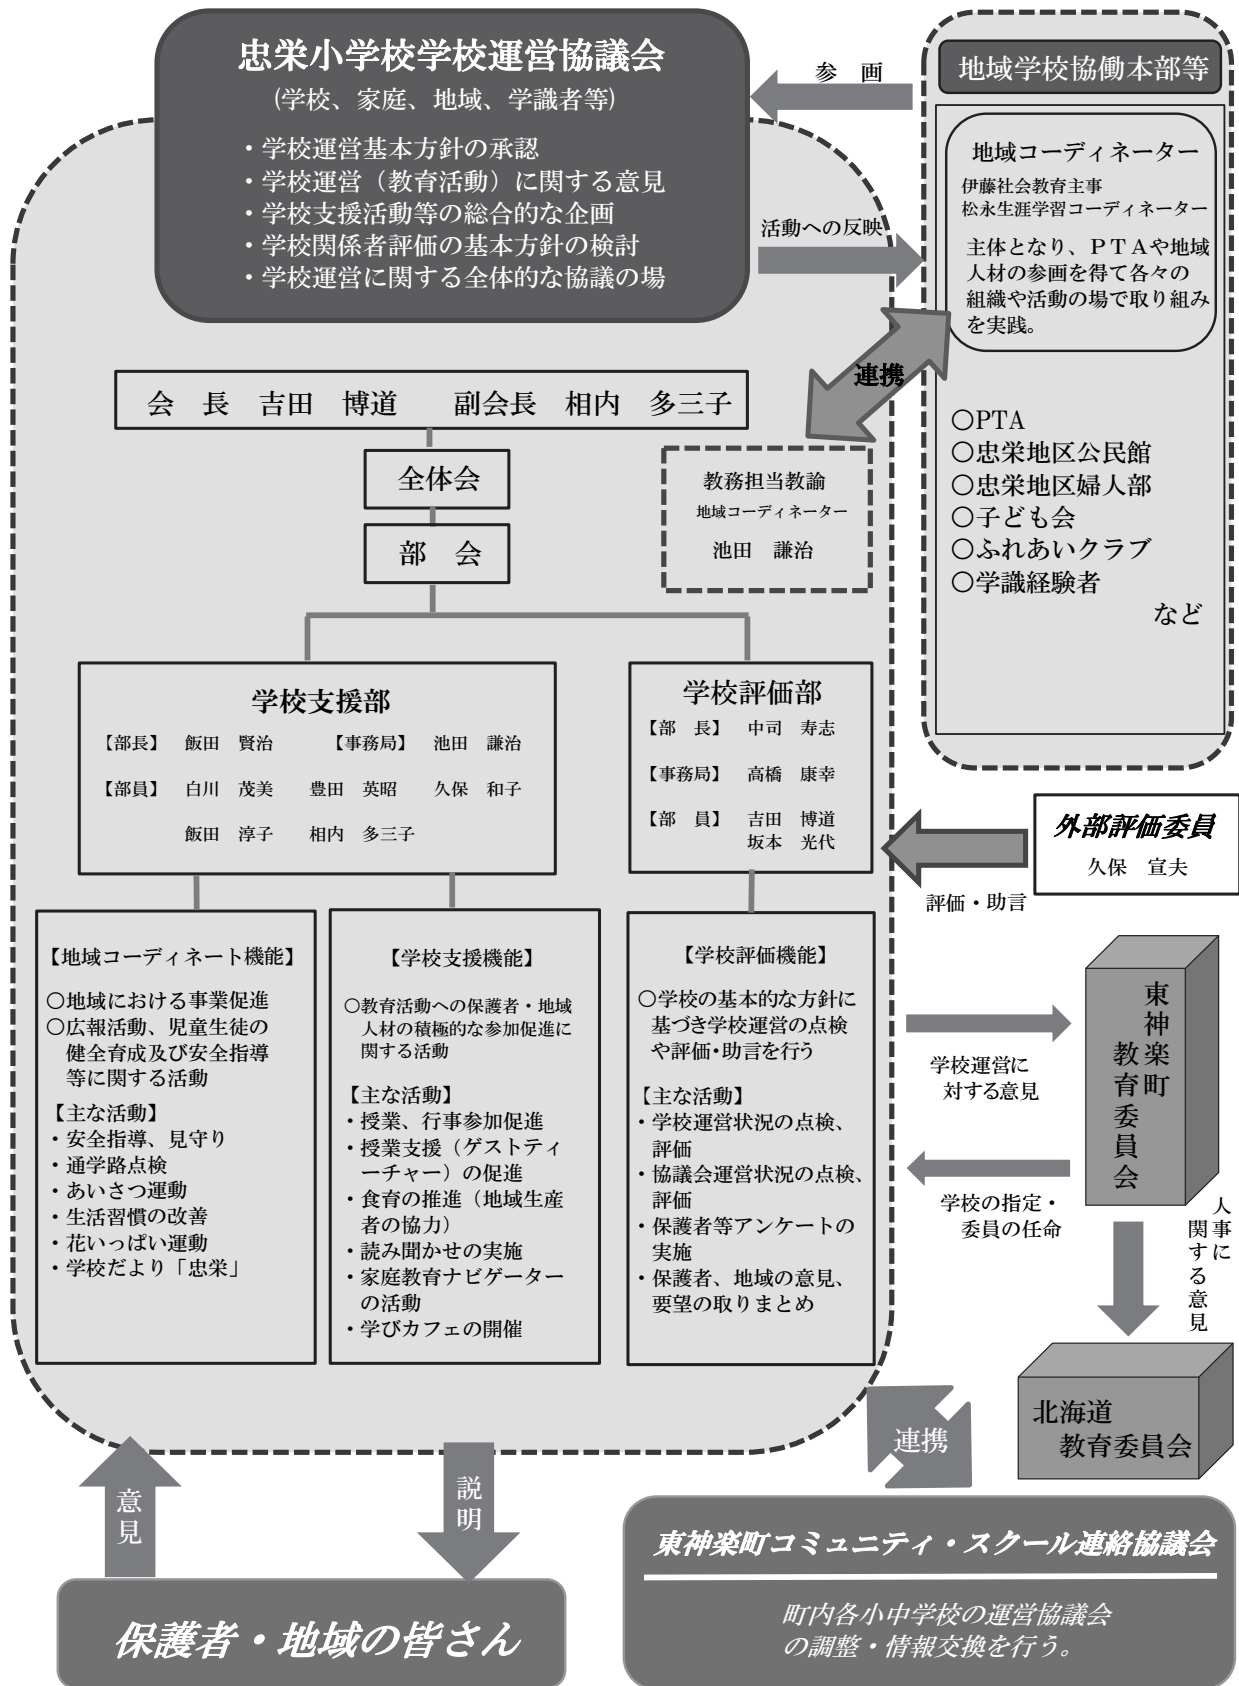 忠栄小学校学校運営協議会
(学校、家庭、地域、学識者等)
・学校運営基本方針の承認
・学校運営（教育活動）に関する意見
・学校支援活動等の総合的な企画
・学校関係者評価の基本方針の検討
・学校運営に関する全体的な協議の場
参　画
活動への反映
地域学校協働本部等
地域コーディネーター
伊藤社会教育主事
松永生涯学習コーディネーター
主体となり、ＰＴＡや地域
人材の参画を得て各々の
組織や活動の場で取り組み
を実践。
○PTA
○忠栄地区公民館
○忠栄地区婦人部
○子ども会
○ふれあいクラブ
○学識経験者
など
連携
会　長　吉田　博道　　副会長　相内　多三子
全体会
部　会
教務担当教諭
地域コーディネーター
池田　謙治
学校支援部
【部長】　飯田　賢治　　【事務局】　池田　謙治
【部員】　白川　茂美　　豊田　英昭　　久保　和子
飯田　淳子　　相内　多三子
学校評価部
【部　長】　中司　寿志
【事務局】　高橋　康幸
【部　員】　吉田　博道
坂本　光代
外部評価委員
久保　宣夫
評価・助言
【地域コーディネート機能】
○地域における事業促進
○広報活動、児童生徒の
健全育成及び安全指導
等に関する活動
【主な活動】
・安全指導、見守り
・通学路点検
・あいさつ運動
・生活習慣の改善
・花いっぱい運動
・学校だより「忠栄」
【学校支援機能】
○教育活動への保護者・地域
人材の積極的な参加促進に
関する活動
【主な活動】
・授業、行事参加促進
・授業支援（ゲストティ
ーチャー）の促進
・食育の推進（地域生産
者の協力）
・読み聞かせの実施
・家庭教育ナビゲーター
の活動
・学びカフェの開催
【学校評価機能】
○学校の基本的な方針に
基づき学校運営の点検
や評価・助言を行う
【主な活動】
・学校運営状況の点検、
評価
・協議会運営状況の点検、
評価
・保護者等アンケートの
実施
・保護者、地域の意見、
要望の取りまとめ
学校運営に
対する意見
学校の指定・
委員の任命
東神楽町
教育委員会
人事に
関する意見
北海道
教育委員会
連携
意見
説明
保護者・地域の皆さん
東神楽町コミュニティ・スクール連絡協議会
町内各小中学校の運営協議会
の調整・情報交換を行う。